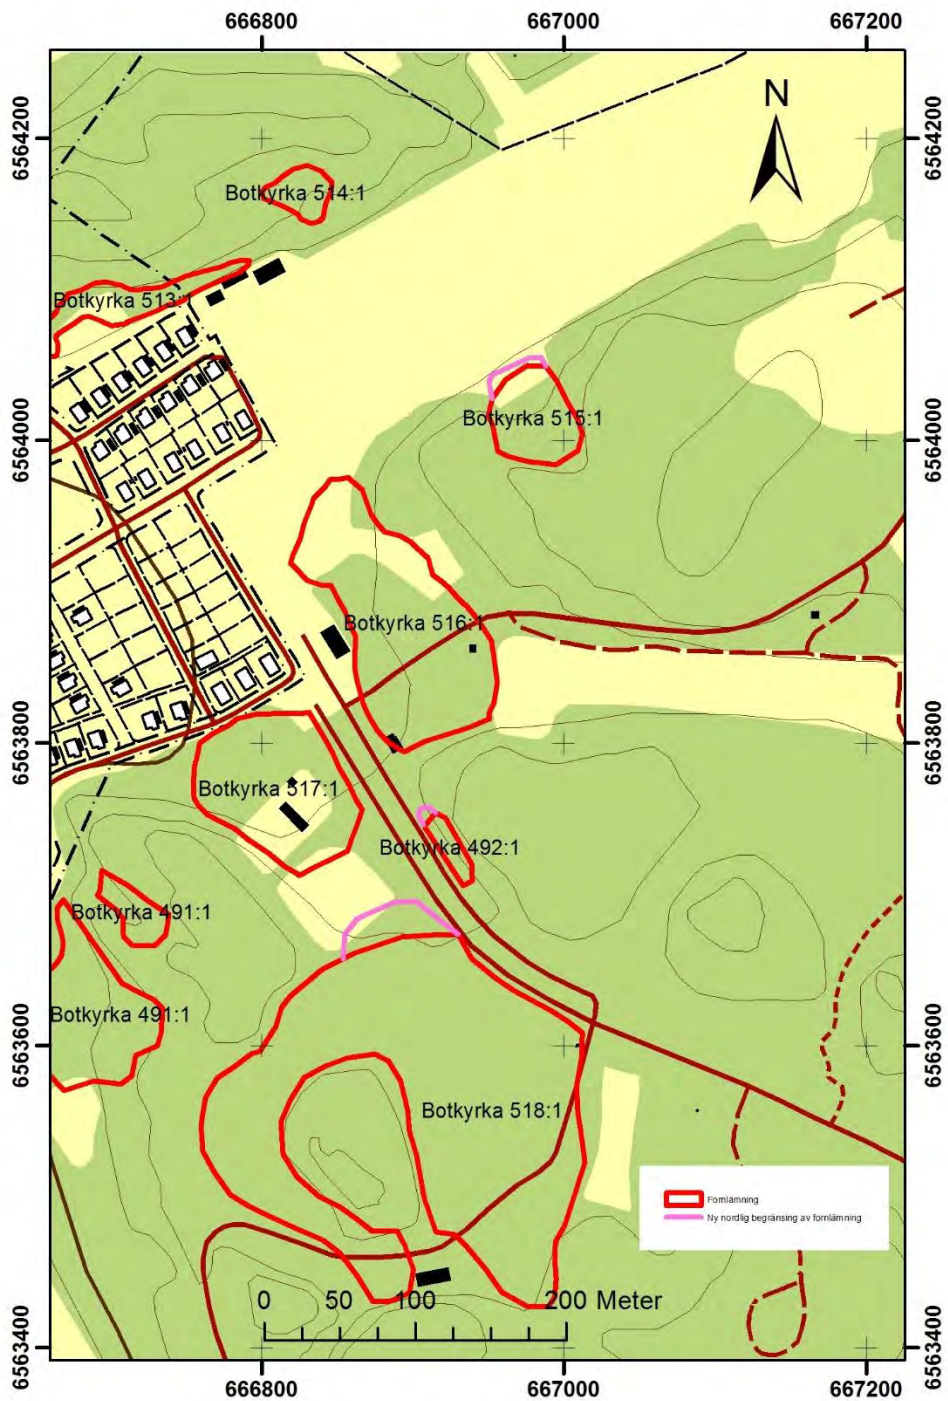 666800 667000 667200
6564200 6564200
N
Botkyrka 514:1
Botkyrka 513:1
Botkyrka 515:1
6564000 6564000
Botkyrka 516:1
6563800 6563800
Botkyrka 517:1
Botkyrka 492:1
Botkyrka 491:1
Botkyrka 491:1
6563600 6563600
Botkyrka 518:1
Fornlämning
Ny nordlig begränsing av fornlämning
0 50 100 200 Meter
6563400 6563400
666800 667000 667200